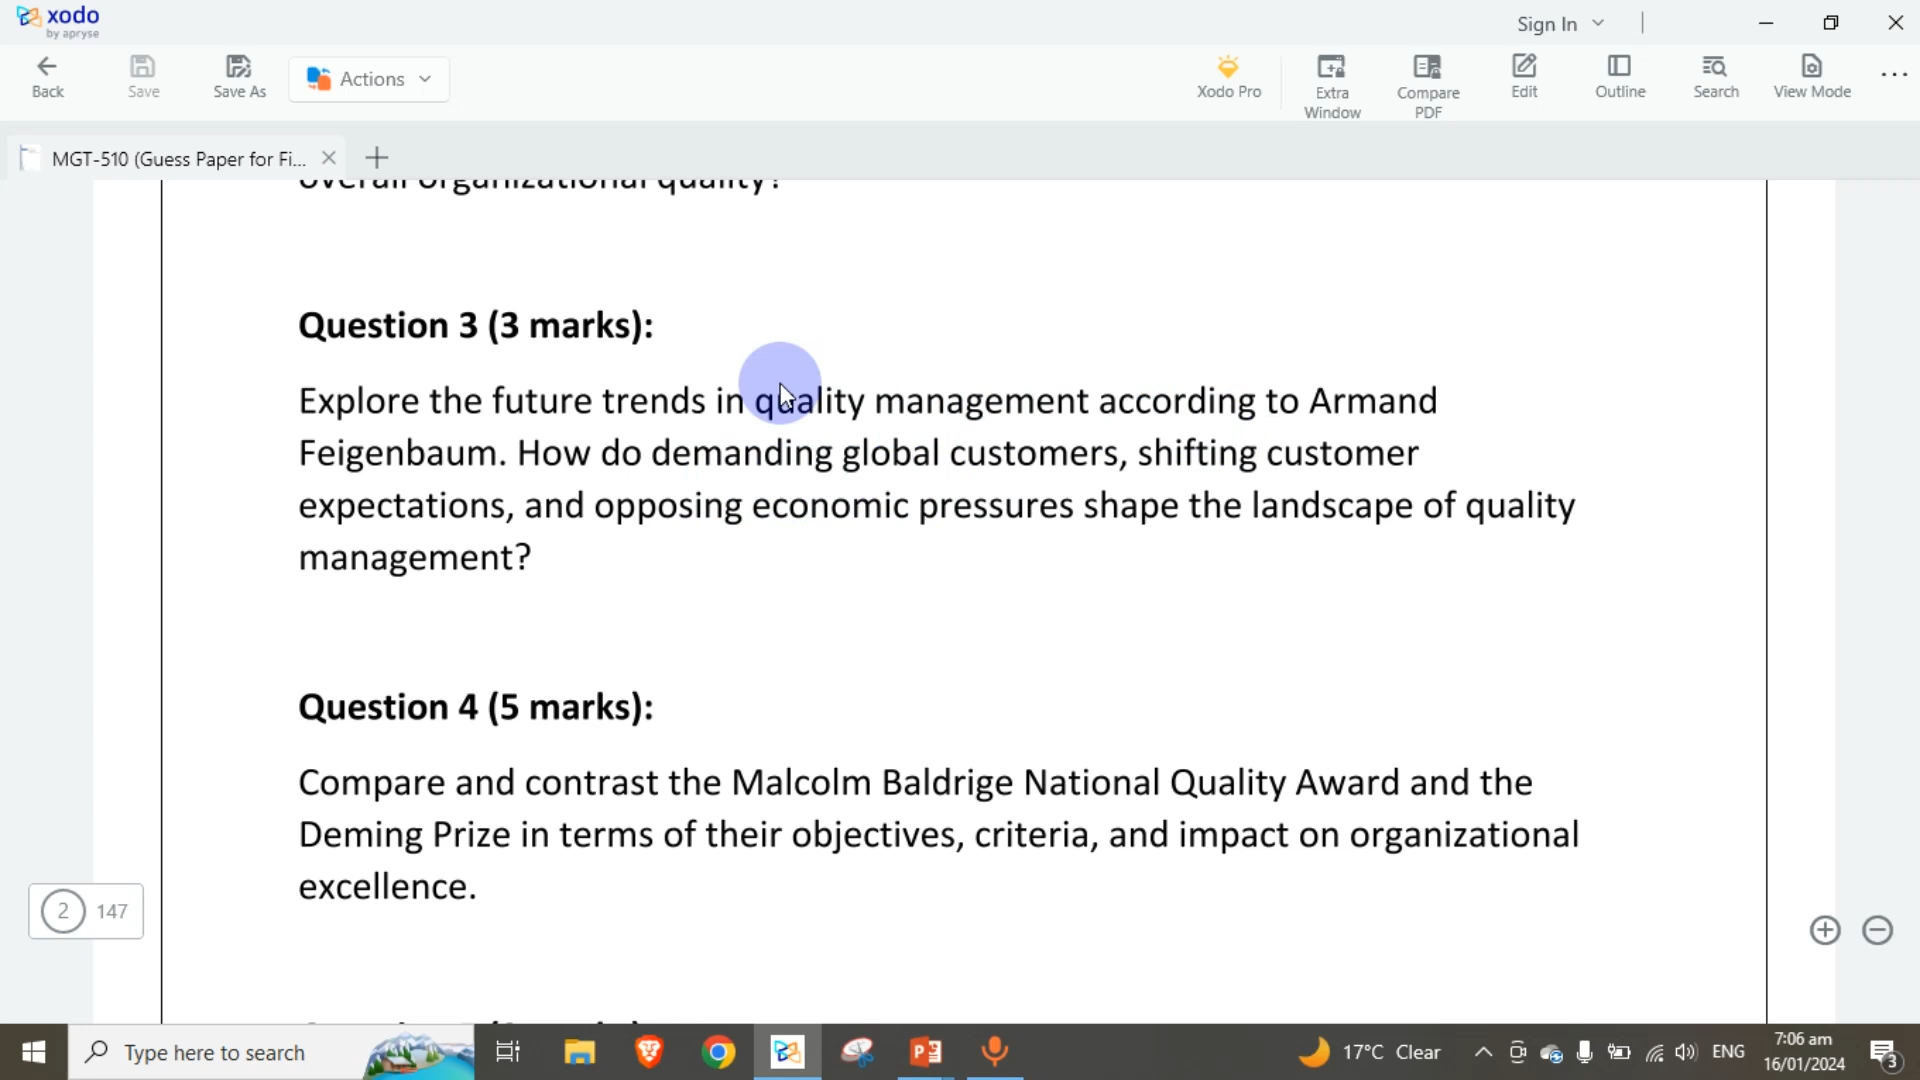 xodo
by apryse
Sign In
Back
Save
Save As
Actions
Xodo Pro
Extra Window
Compare PDF
Edit
Outline
Search
View Mode
MGT-510 (Guess Paper for Fi...
overall organizational quality?
Question 3 (3 marks):
Explore the future trends in quality management according to Armand
Feigenbaum. How do demanding global customers, shifting customer
expectations, and opposing economic pressures shape the landscape of quality
management?
Question 4 (5 marks):
Compare and contrast the Malcolm Baldrige National Quality Award and the
Deming Prize in terms of their objectives, criteria, and impact on organizational
excellence.
2 147
Type here to search
17°C Clear
ENG
7:06 am
16/01/2024
3